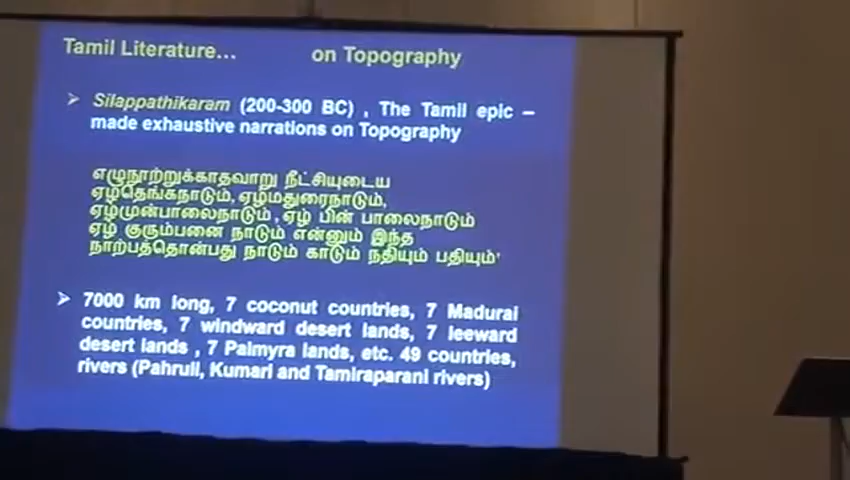 Tamil Literature... on Topography
Silappathikaram (200-300 BC) , The Tamil epic –
made exhaustive narrations on Topography
எழுநூற்றுக்காதவாறு நீட்சியுடைய
ஏழ்தெங்கநாடும், ஏழ்மதுரைநாடும்,
ஏழ்முன்பாலைநாடும் , ஏழ் பின் பாலைநாடும்
ஏழ் குரும்பனை நாடும் என்னும் இந்த
நாற்பத்தொன்பது நாடும் காடும் நதியும் பதியும்'
7000 km long, 7 coconut countries, 7 Madurai
countries, 7 windward desert lands, 7 leeward
desert lands , 7 Palmyra lands, etc. 49 countries,
rivers (Pahruli, Kumari and Tamiraparani rivers)